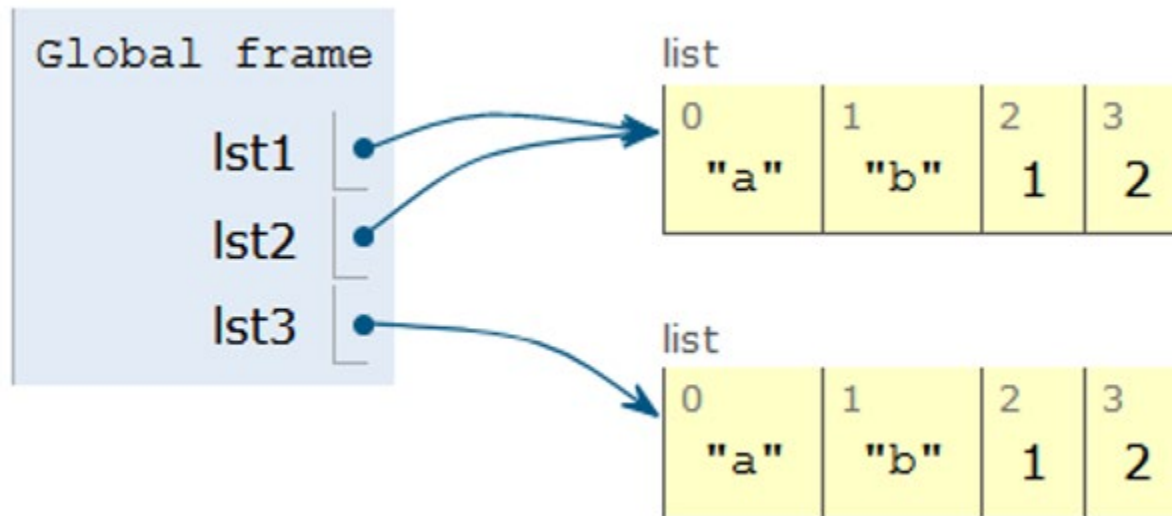 Global frame
lst1
lst2
lst3
list
0 1 2 3
"a" "b" 1 2
list
0 1 2 3
"a" "b" 1 2